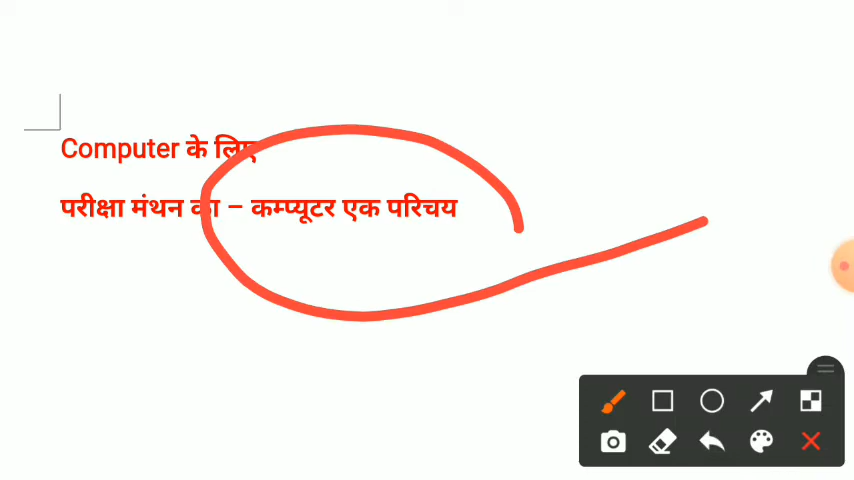 Computer के लिए
परीक्षा मंथन का – कम्प्यूटर एक परिचय